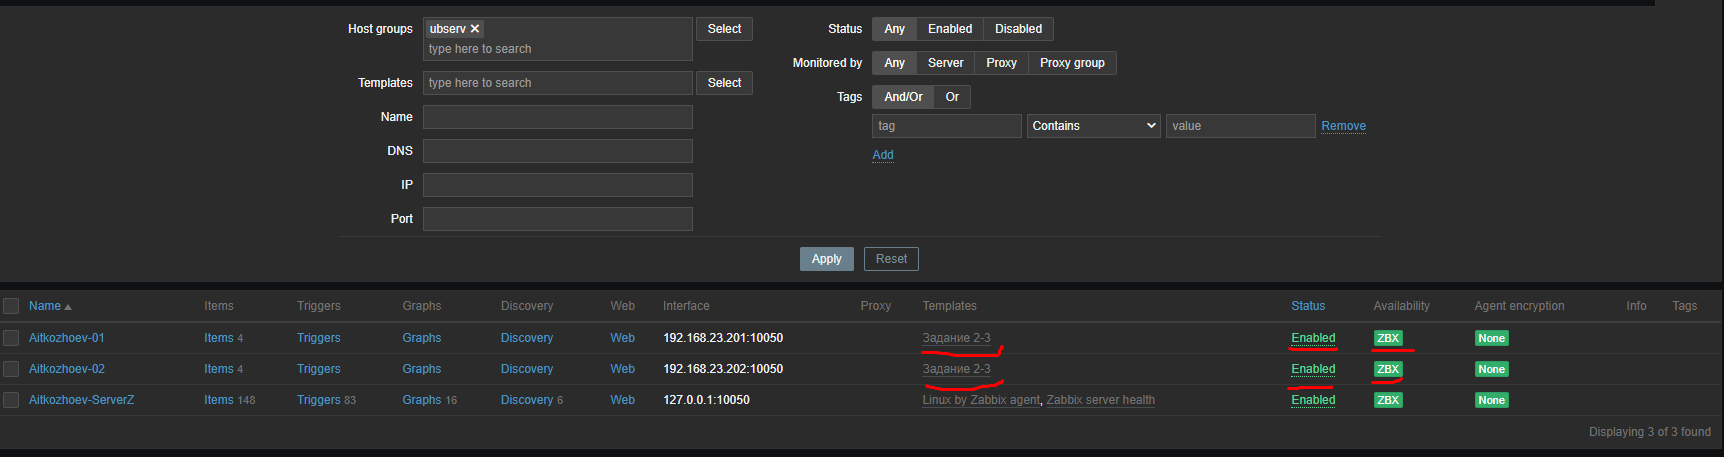 Host groups ubserv ✕ Select Status Any Enabled Disabled
type here to search
Monitored by Any Server Proxy Proxy group
Templates type here to search Select
Tags And/Or Or
Name
tag Contains value Remove
DNS
Add
IP
Port
Apply Reset
Name Items Triggers Graphs Discovery Web Interface Proxy Templates Status Availability Agent encryption Info Tags
Aitkozhoev-01 Items 4 Triggers Graphs Discovery Web 192.168.23.201:10050 Задание 2-3 Enabled ZBX None
Aitkozhoev-02 Items 4 Triggers Graphs Discovery Web 192.168.23.202:10050 Задание 2-3 Enabled ZBX None
Aitkozhoev-ServerZ Items 148 Triggers 83 Graphs 16 Discovery 6 Web 127.0.0.1:10050 Linux by Zabbix agent, Zabbix server health Enabled ZBX None
Displaying 3 of 3 found